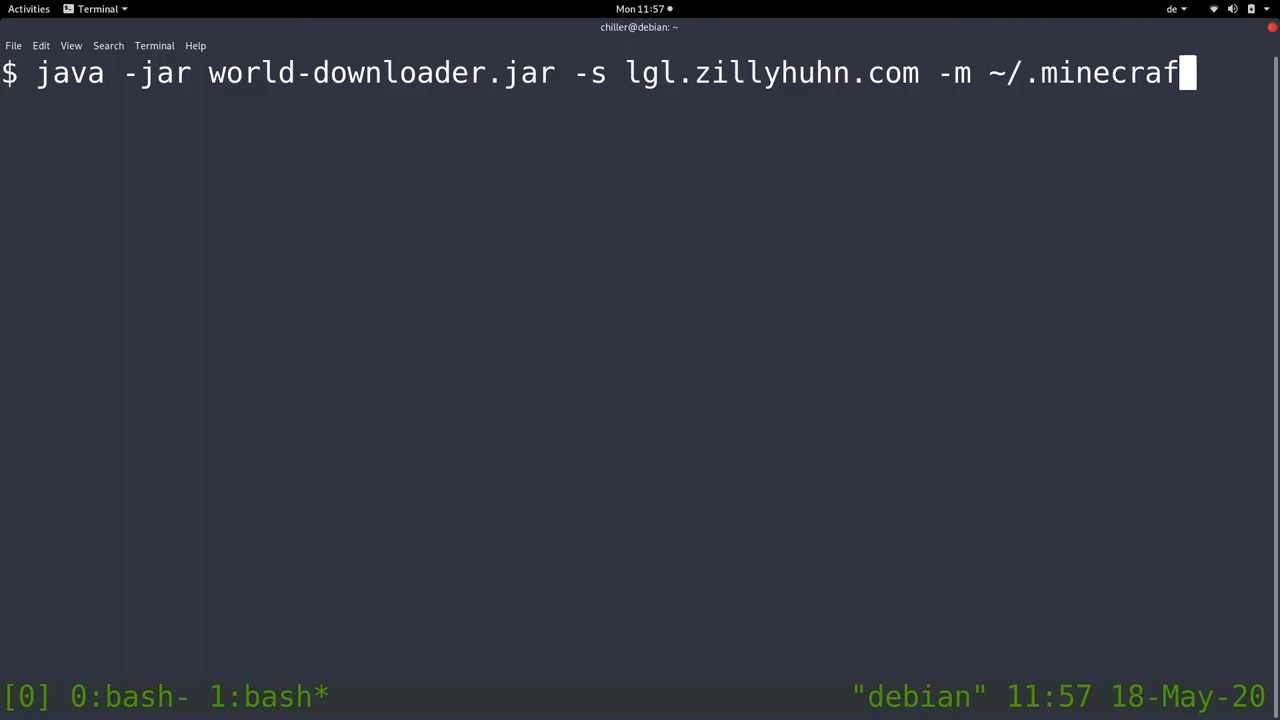 Activities Terminal Mon 11:57 de
chiller@debian: ~
File Edit View Search Terminal Help
$ java -jar world-downloader.jar -s lgl.zillyhuhn.com -m ~/.minecraf
[0] 0:bash- 1:bash* "debian" 11:57 18-May-20